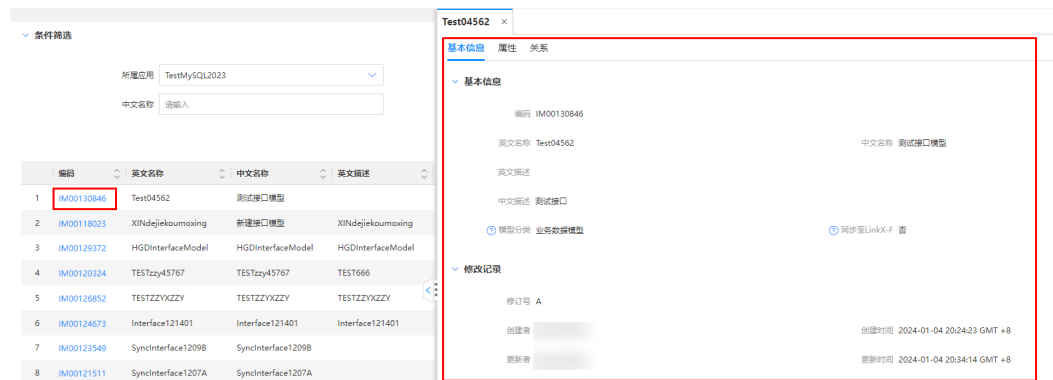 条件筛选
所属应用 TestMySQL2023
中文名称 请输入
编码 英文名称 中文名称 英文描述
1 IM00130846 Test04562 测试接口模型
2 IM00118023 XINdejiekoumoxing 新建接口模型 XINdejiekoumoxing
3 IM00129372 HGDInterfaceModel HGDInterfaceModel HGDInterfaceModel
4 IM00120324 TESTzzy45767 TESTzzy45767 TEST666
5 IM00126852 TESTZZYXZZY TESTZZYXZZY TESTZZYXZZY
6 IM00124673 Interface121401 Interface121401 Interface121401
7 IM00123549 SyncInterface1209B SyncInterface1209B
8 IM00121511 SyncInterface1207A SyncInterface1207A
Test04562 ×
基本信息 属性 关系
基本信息
编码 IM00130846
英文名称 Test04562 中文名称 测试接口模型
英文描述
中文描述 测试接口
? 模型分类 业务数据模型 ? 同步至LinkX-F 否
修改记录
修订号 A
创建者 创建时间 2024-01-04 20:24:23 GMT +8
更新者 更新时间 2024-01-04 20:34:14 GMT +8